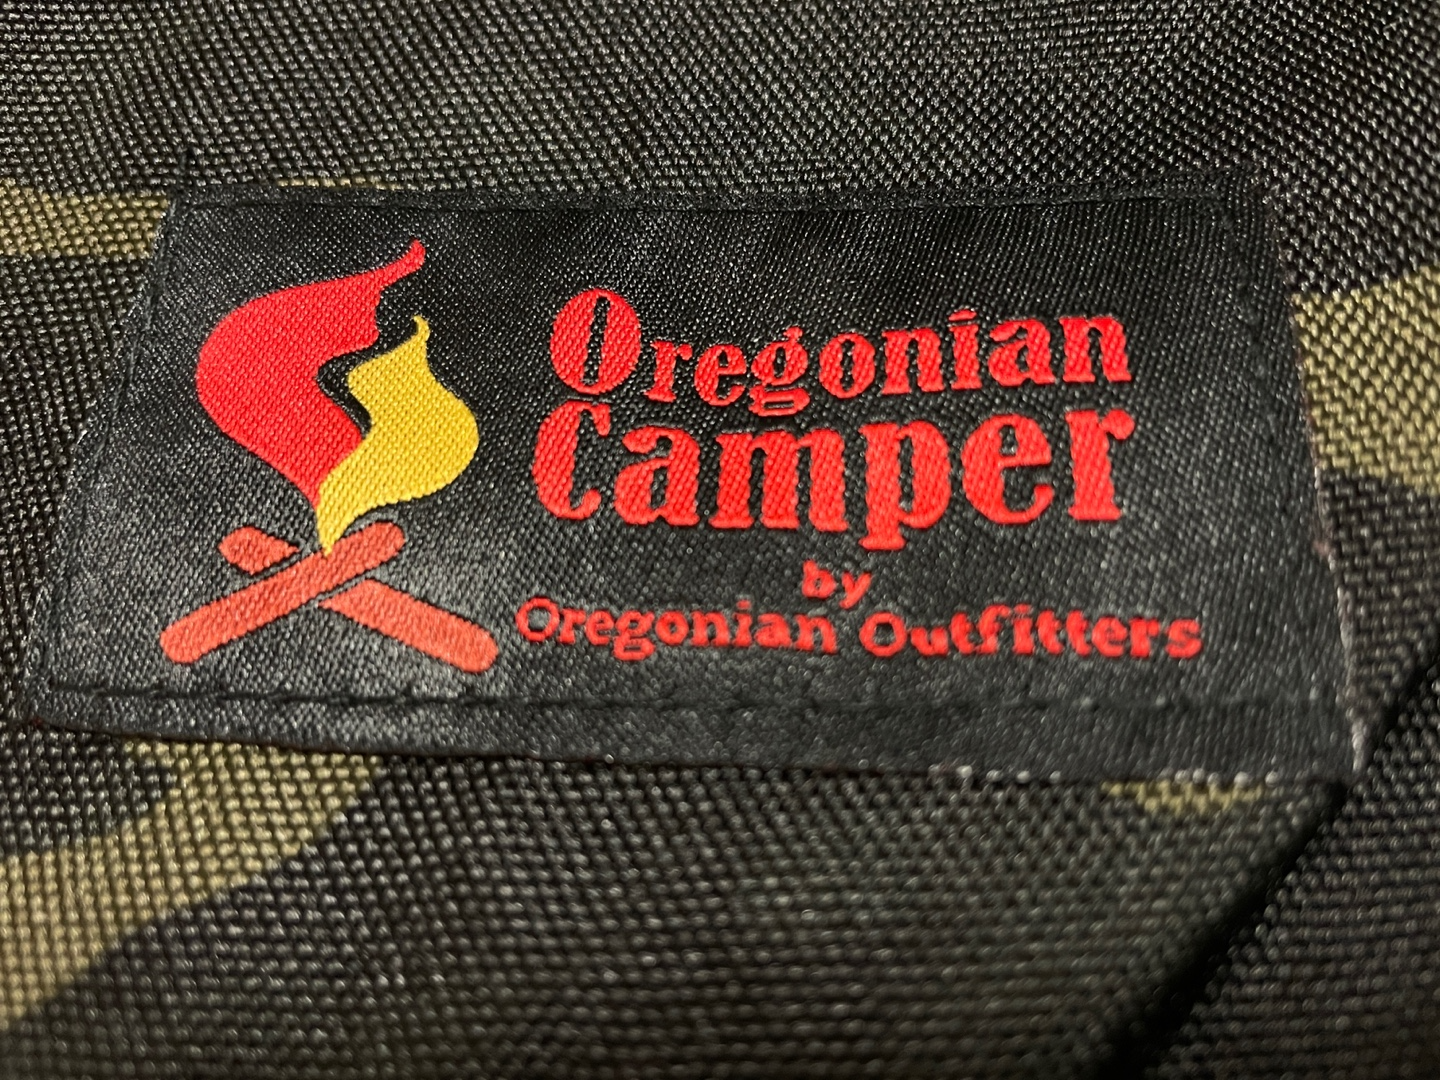 Oregonian
Camper
by
Oregonian Outfitters